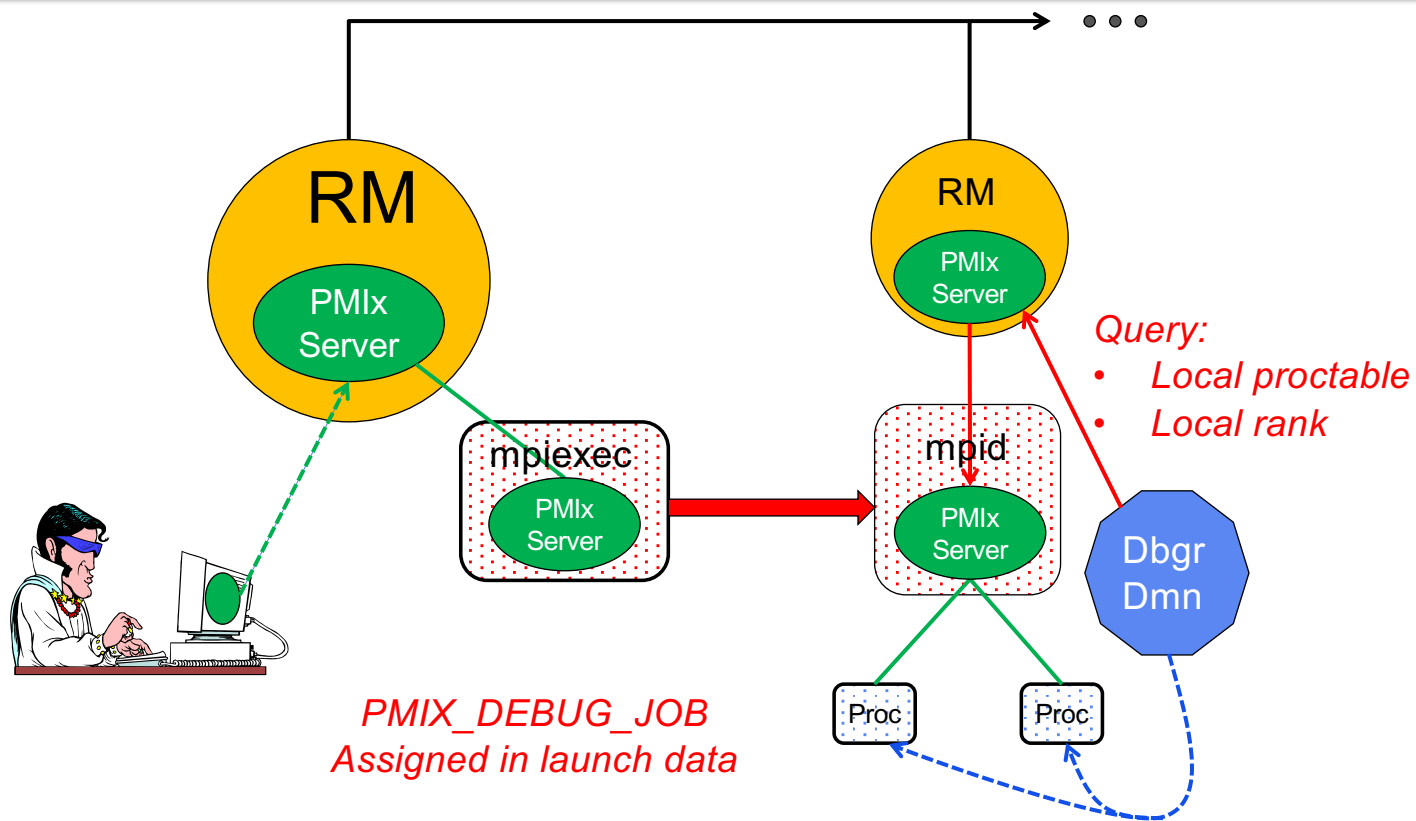 RM
PMIx
Server
RM
PMIx
Server
Query:
• Local proctable
• Local rank
mpiexec
PMIx
Server
mpid
PMIx
Server
Dbgr
Dmn
Proc
Proc
PMIX_DEBUG_JOB
Assigned in launch data